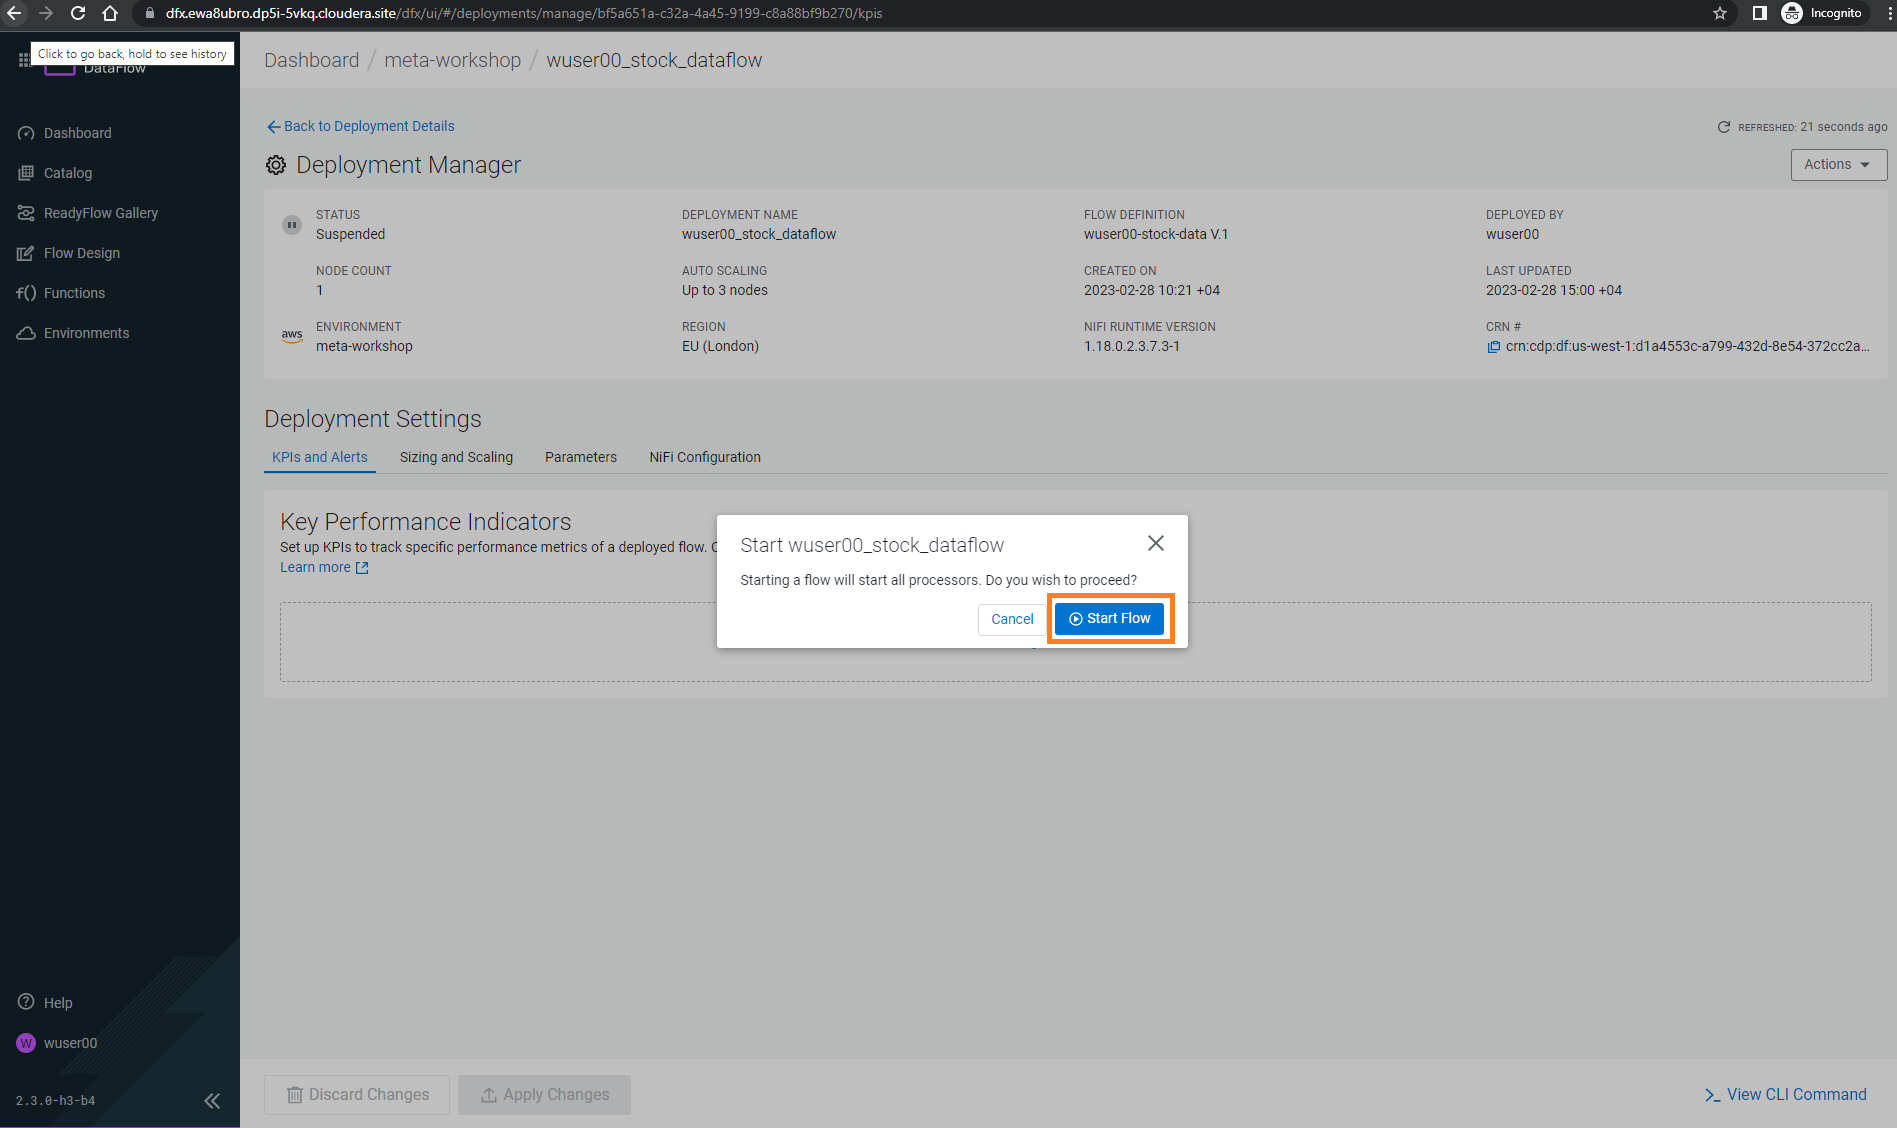 dfx.ewa8ubro.dp5i-5vkq.cloudera.site/dfx/ui/#/deployments/manage/bf5a651a-c32a-4a45-9199-c8a88bf9b270/kpis
Incognito
Click to go back, hold to see history
DataFlow
Dashboard / meta-workshop / wuser00_stock_dataflow
Dashboard
Catalog
ReadyFlow Gallery
Flow Design
f() Functions
Environments
Back to Deployment Details
REFRESHED: 21 seconds ago
Deployment Manager
Actions
STATUS
Suspended
DEPLOYMENT NAME
wuser00_stock_dataflow
FLOW DEFINITION
wuser00-stock-data V.1
DEPLOYED BY
wuser00
NODE COUNT
1
AUTO SCALING
Up to 3 nodes
CREATED ON
2023-02-28 10:21 +04
LAST UPDATED
2023-02-28 15:00 +04
aws
ENVIRONMENT
meta-workshop
REGION
EU (London)
NIFI RUNTIME VERSION
1.18.0.2.3.7.3-1
CRN #
crn:cdp:df:us-west-1:d1a4553c-a799-432d-8e54-372cc2a...
Deployment Settings
KPIs and Alerts
Sizing and Scaling
Parameters
NiFi Configuration
Key Performance Indicators
Set up KPIs to track specific performance metrics of a deployed flow.
Learn more
Start wuser00_stock_dataflow
Starting a flow will start all processors. Do you wish to proceed?
Cancel
Start Flow
Help
W wuser00
2.3.0-h3-b4
Discard Changes
Apply Changes
>_ View CLI Command